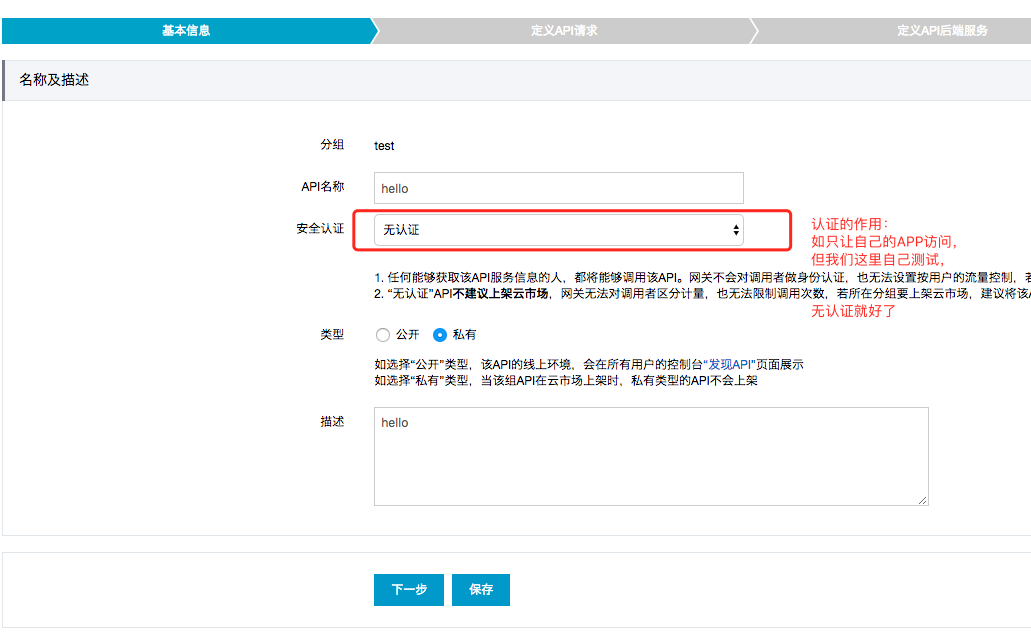 基本信息
定义API请求
定义API后端服务
名称及描述
分组 test
API名称 hello
安全认证 无认证
认证的作用：
如只让自己的APP访问，
但我们这里自己测试，
1. 任何能够获取该API服务信息的人，都将能够调用该API。网关不会对调用者做身份认证，也无法设置按用户的流量控制，若
2. “无认证”API不建议上架云市场，网关无法对调用者区分计量，也无法限制调用次数，若所在分组要上架云市场，建议将该A
无认证就好了
类型 公开 私有
如选择“公开”类型，该API的线上环境，会在所有用户的控制台“发现API”页面展示
如选择“私有”类型，当该组API在云市场上架时，私有类型的API不会上架
描述 hello
下一步 保存